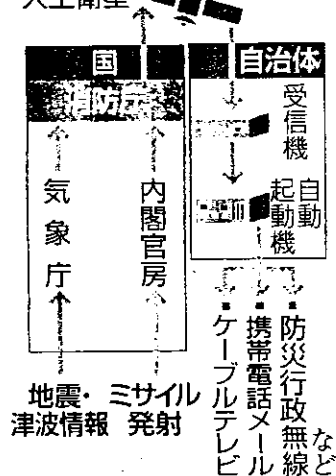 人工衛星
国
消防庁
気象庁
内閣官房
地震・
津波情報
ミサイル
発射
自治体
受信機
自動
起動機
防災行政無線
など
携帯電話メール
ケーブルテレビ